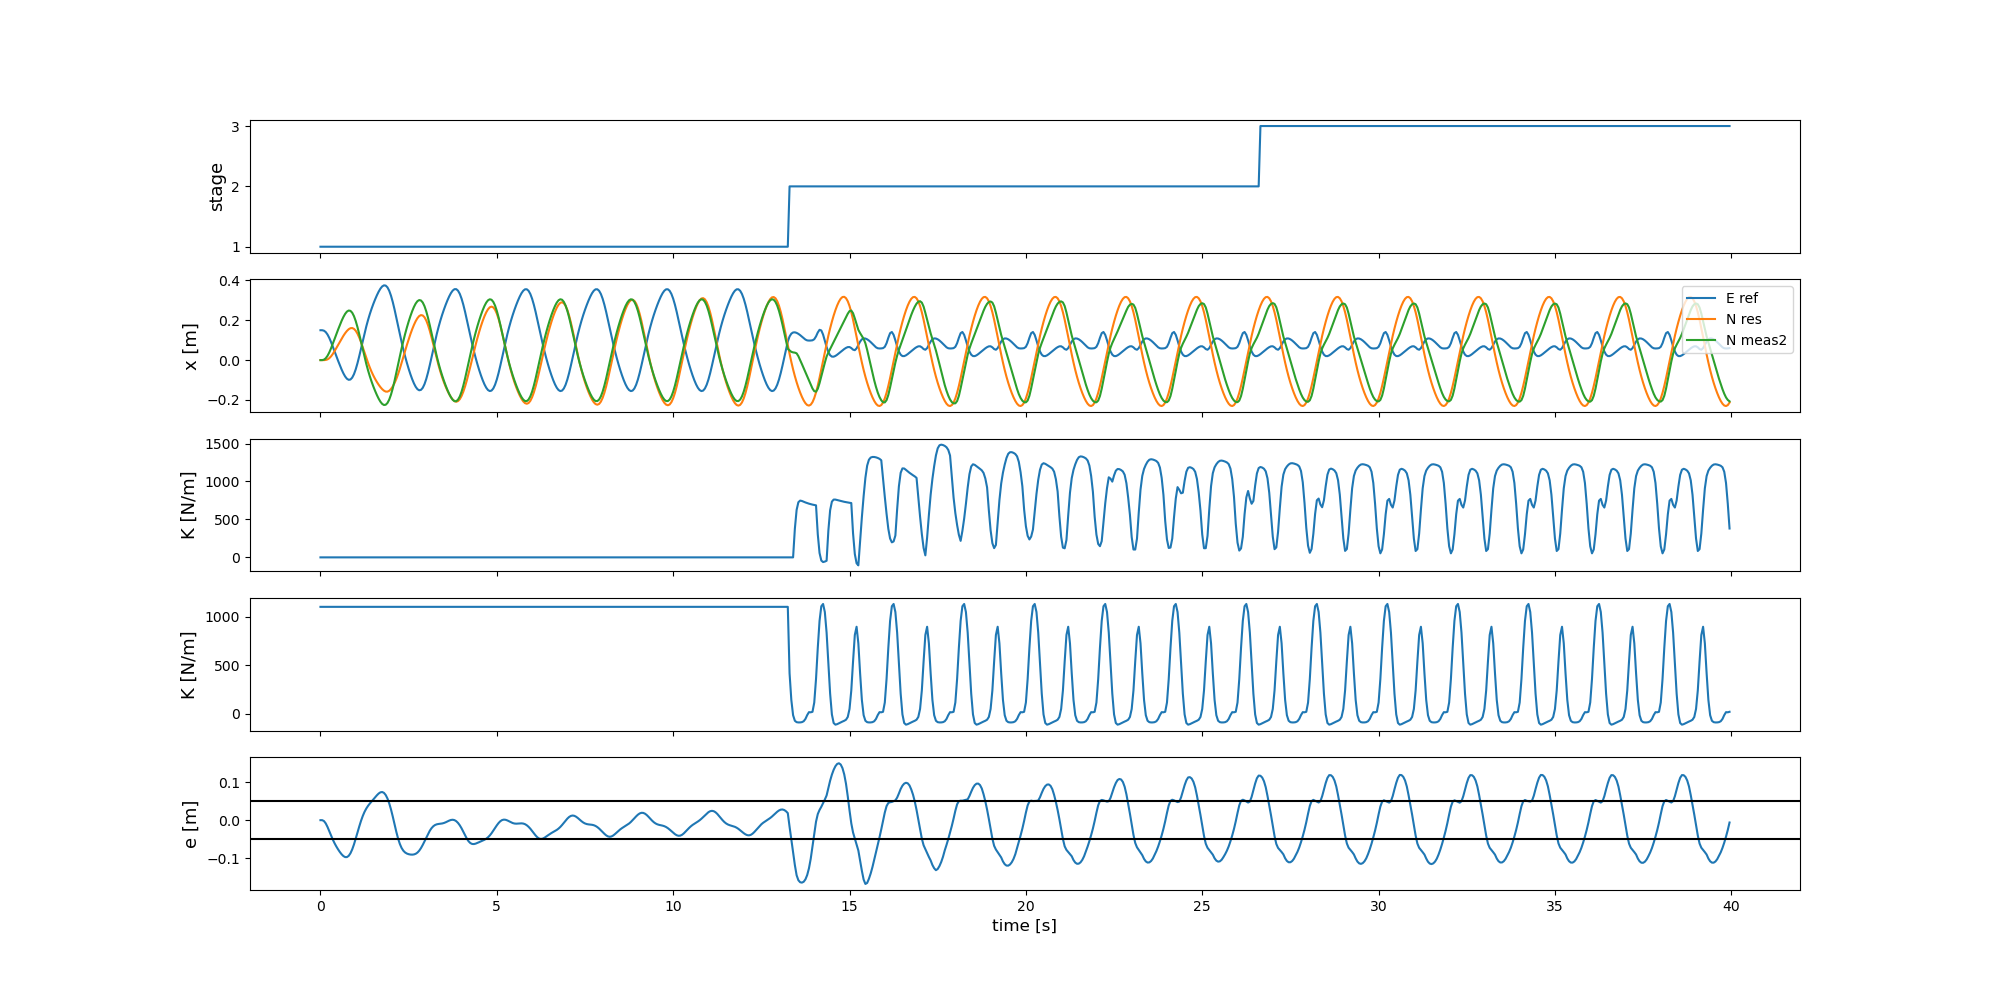 stage
3
2
1
x [m]
0.4
0.2
0.0
−0.2
E ref
N res
N meas2
K [N/m]
1500
1000
500
0
K [N/m]
1000
500
0
e [m]
0.1
0.0
−0.1
0 5 10 15 20 25 30 35 40
time [s]